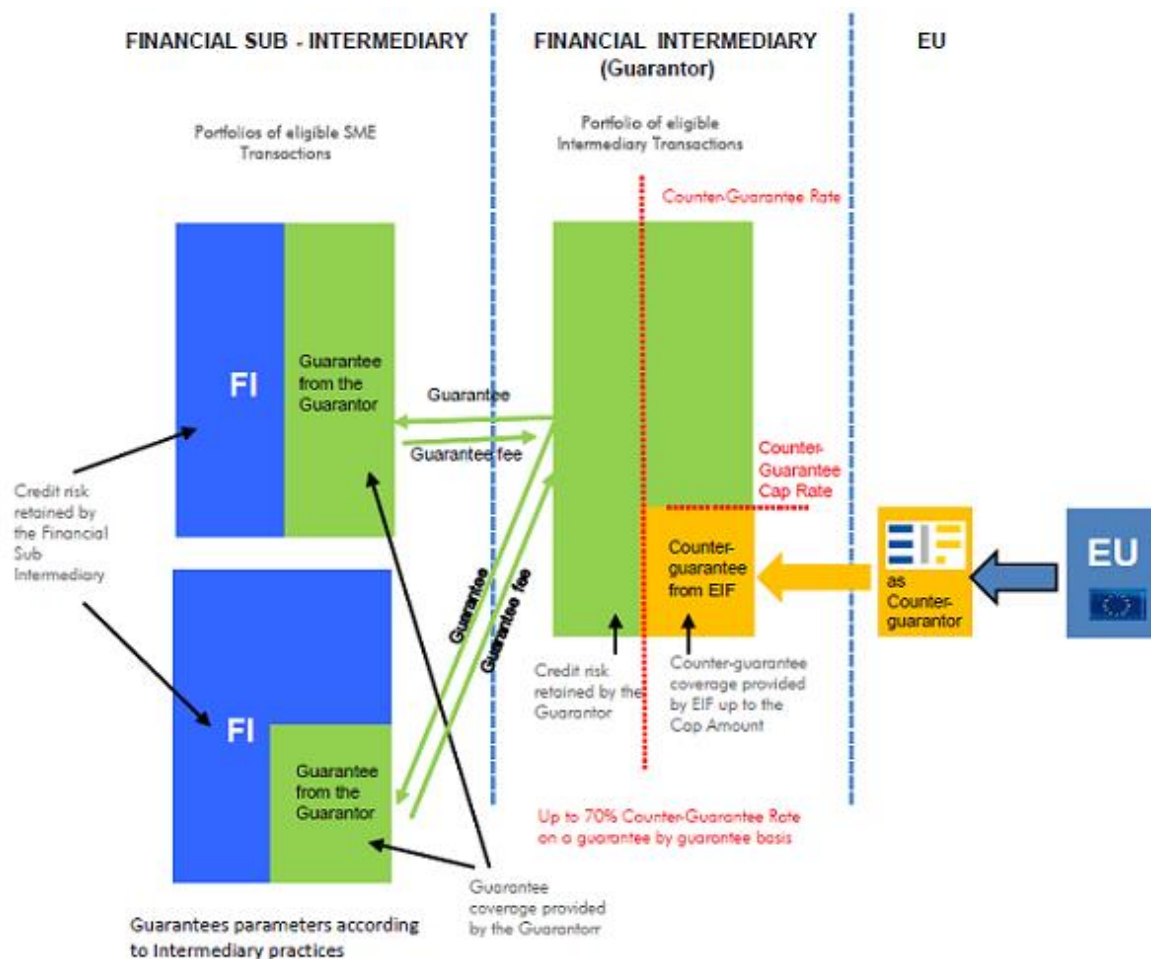 FINANCIAL SUB - INTERMEDIARY
FINANCIAL INTERMEDIARY
(Guarantor)
EU
Portfolios of eligible SME
Transactions
Portfolio of eligible
Intermediary Transactions
Counter-Guarantee Rate
FI
Guarantee
from the
Guarantor
Guarantee
Guarantee fee
Counter-
Guarantee
Cap Rate
Credit risk
retained by
the Financial
Sub
Intermediary
Counter-
guarantee
from EIF
EIF
as
Counter-
guarantor
EU
Guarantee
Guarantee fee
Credit risk
retained by the
Guarantor
Counter-guarantee
coverage provided
by EIF up to the
Cap Amount
FI
Guarantee
from the
Guarantor
Up to 70% Counter-Guarantee Rate
on a guarantee by guarantee basis
Guarantee
coverage provided
by the Guarantorr
Guarantees parameters according
to Intermediary practices